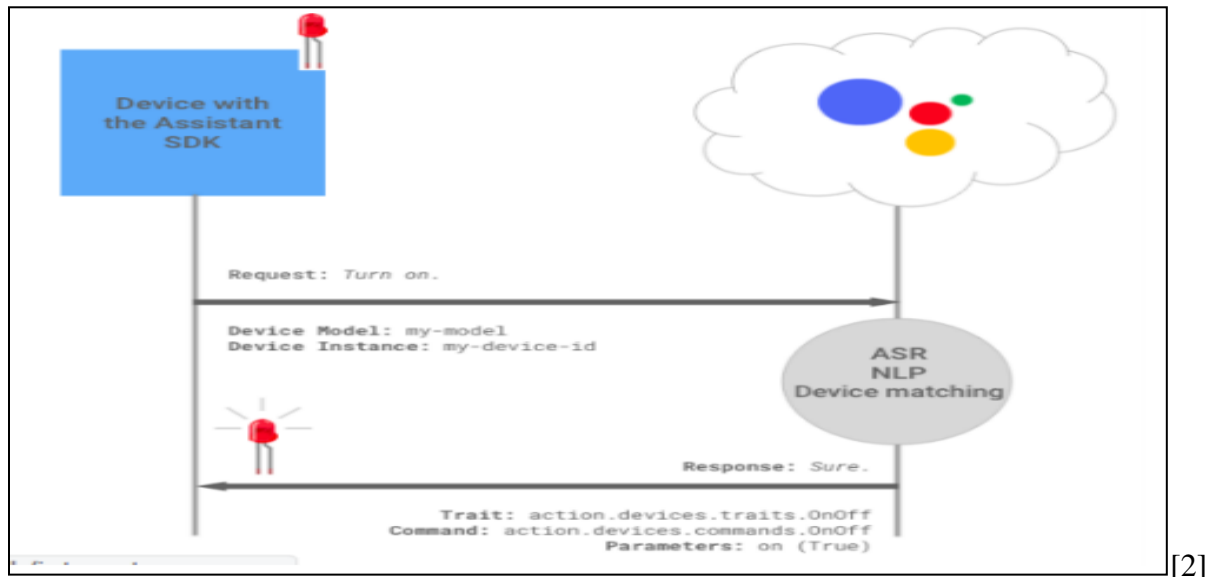 Device with
the Assistant
SDK
Request: Turn on.
Device Model: my-model
Device Instance: my-device-id
ASR
NLP
Device matching
Response: Sure.
Trait: action.devices.traits.OnOff
Command: action.devices.commands.OnOff
Parameters: on (True)
[2]